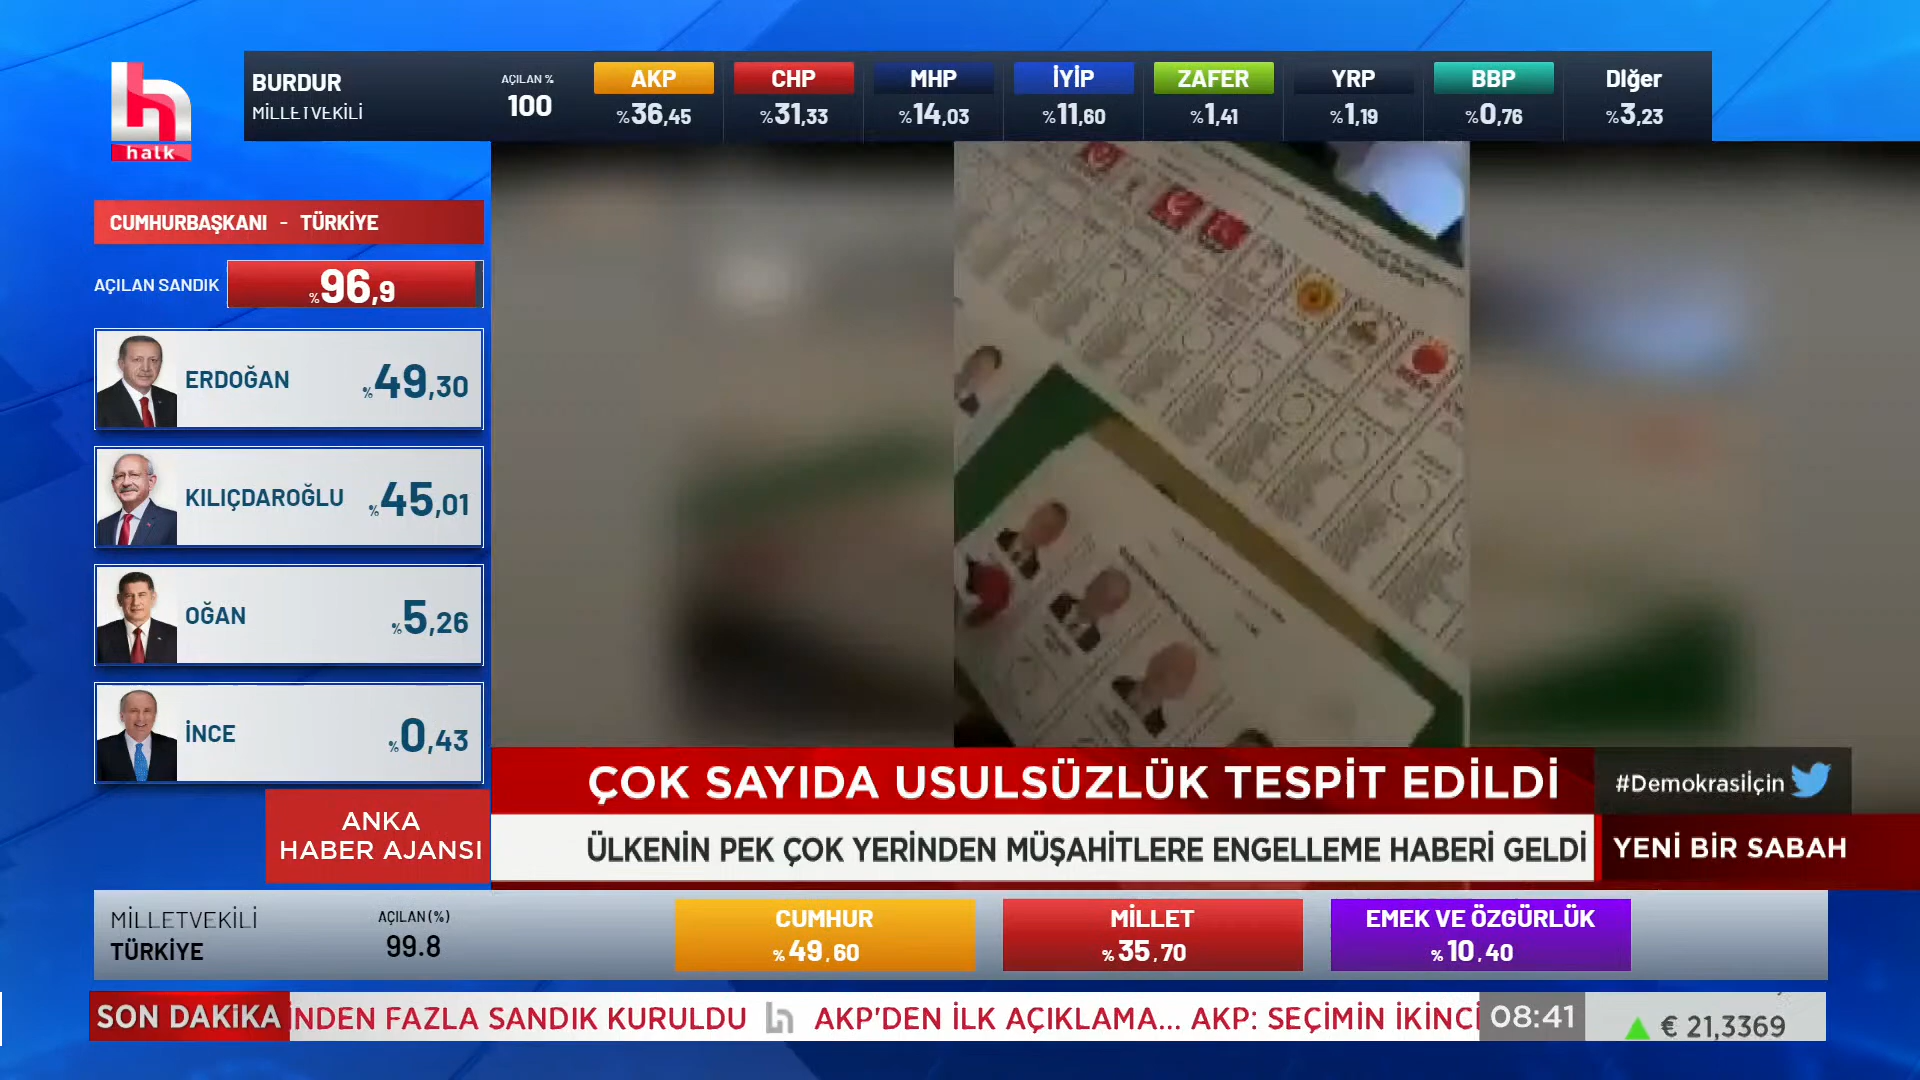 h
halk
BURDUR
MİLLETVEKİLİ
AÇILAN %
100
AKP
%36,45
CHP
%31,33
MHP
%14,03
İYİP
%11,60
ZAFER
%1,41
YRP
%1,19
BBP
%0,76
Dİğer
%3,23
CUMHURBAŞKANI - TÜRKİYE
AÇILAN SANDIK
%96,9
ERDOĞAN
%49,30
KILIÇDAROĞLU
%45,01
OĞAN
%5,26
İNCE
%0,43
ANKA
HABER AJANSI
ÇOK SAYIDA USULSÜZLÜK TESPİT EDİLDİ
#Demokrasiİçin
ÜLKENİN PEK ÇOK YERİNDEN MÜŞAHİTLERE ENGELLEME HABERİ GELDİ
YENİ BİR SABAH
MİLLETVEKİLİ
TÜRKİYE
AÇILAN(%)
99.8
CUMHUR
%49,60
MİLLET
%35,70
EMEK VE ÖZGÜRLÜK
%10,40
SON DAKİKA
İNDEN FAZLA SANDIK KURULDU h AKP'DEN İLK AÇIKLAMA... AKP: SEÇİMİN İKİNCİ
08:41
€ 21,3369